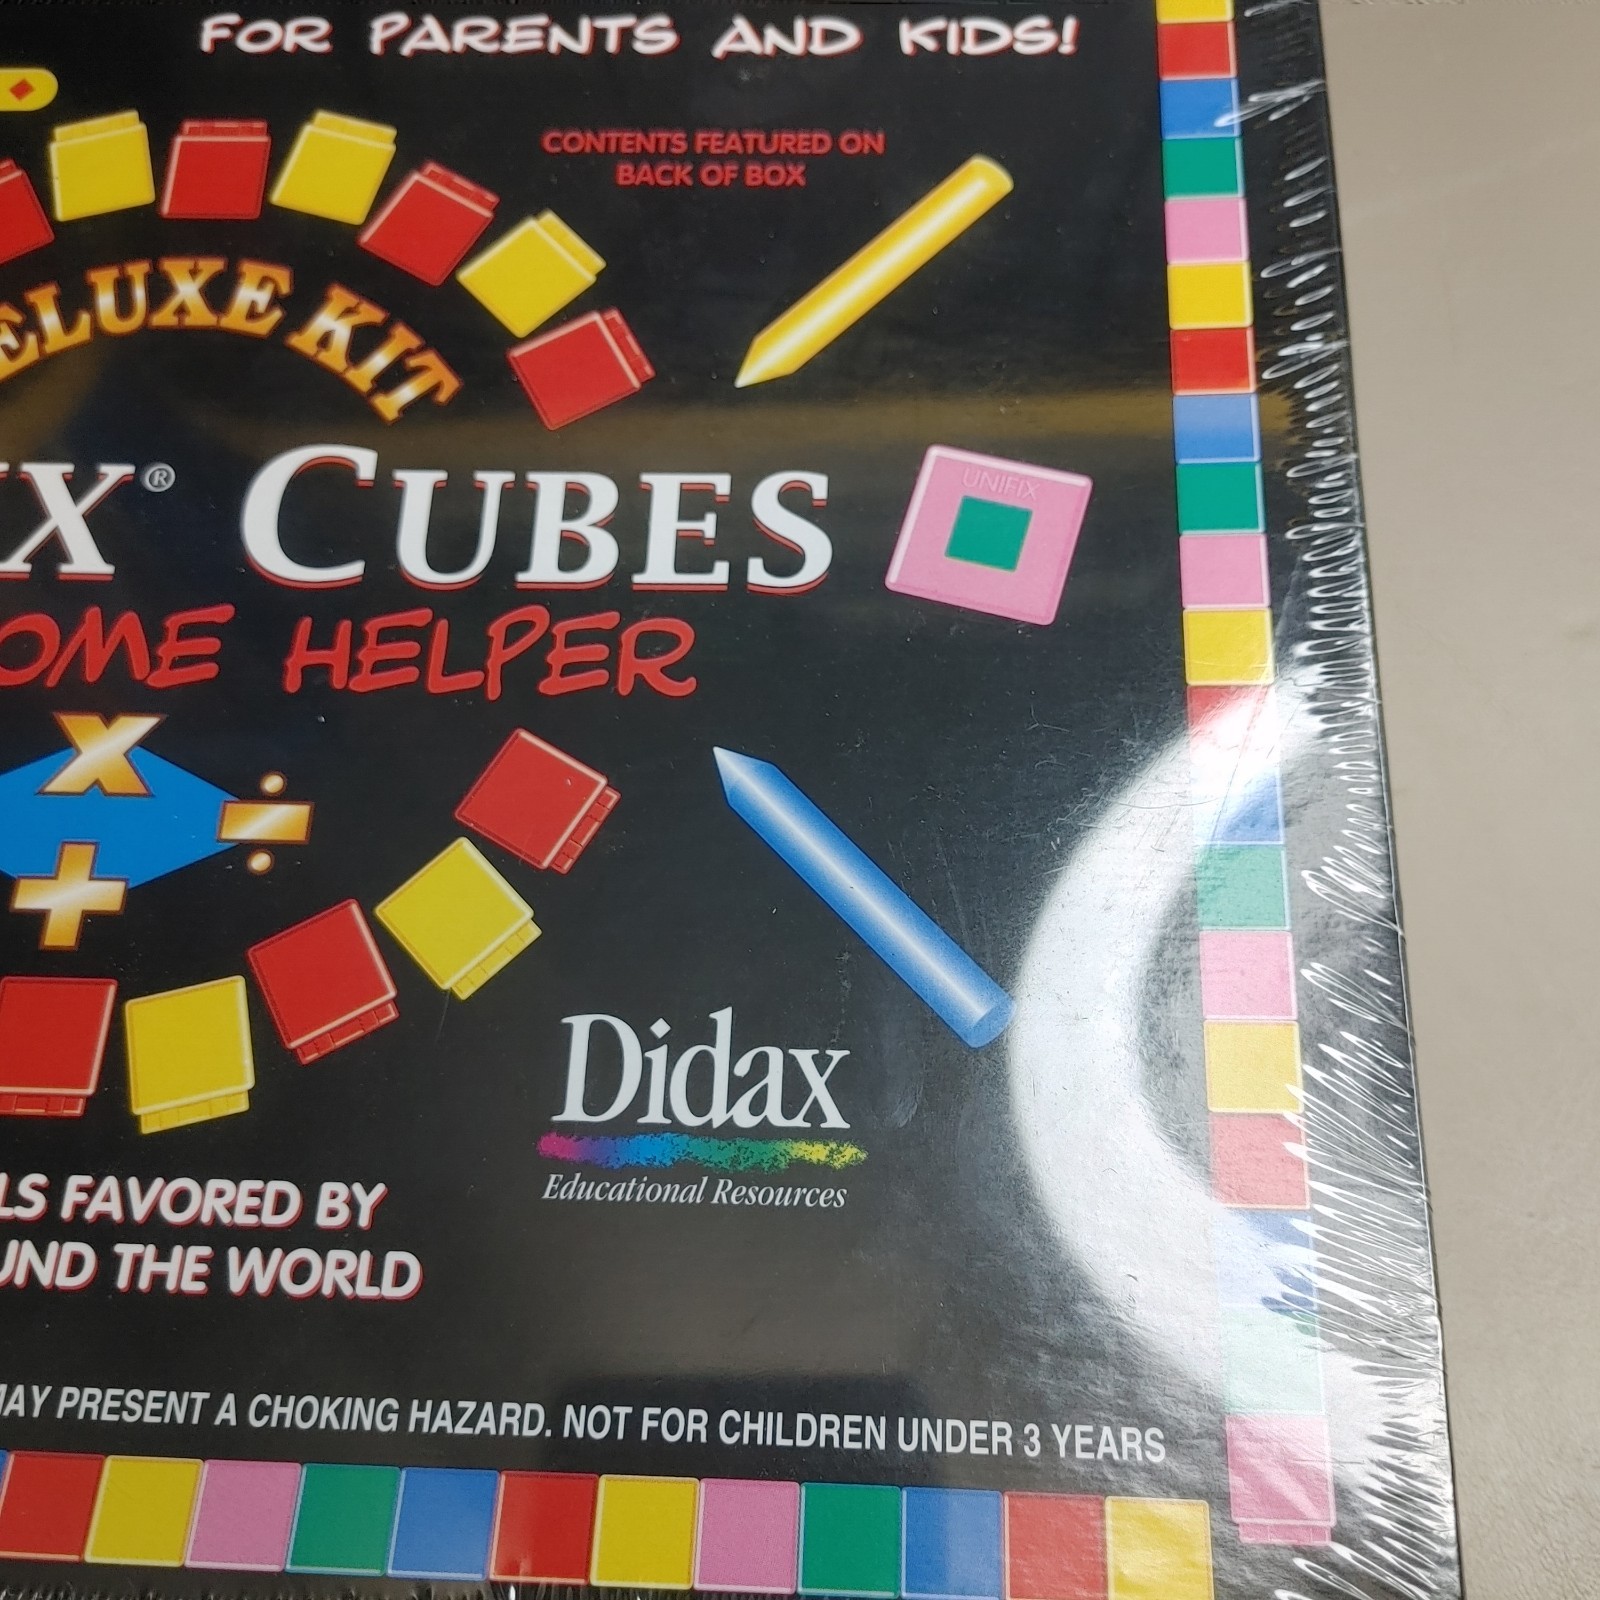 FOR PARENTS AND KIDS!
CONTENTS FEATURED ON
BACK OF BOX
ELUXE KIT
IX® CUBES
UNIFIX
OME HELPER
Didax
Educational Resources
LS FAVORED BY
UND THE WORLD
MAY PRESENT A CHOKING HAZARD. NOT FOR CHILDREN UNDER 3 YEARS